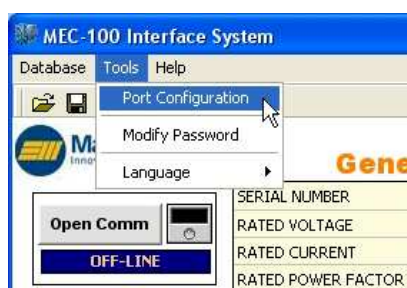 MEC-100 Interface System
Database Tools Help
Port Configuration
Modify Password
Language
SERIAL NUMBER
Open Comm
RATED VOLTAGE
RATED CURRENT
OFF-LINE
RATED POWER FACTOR